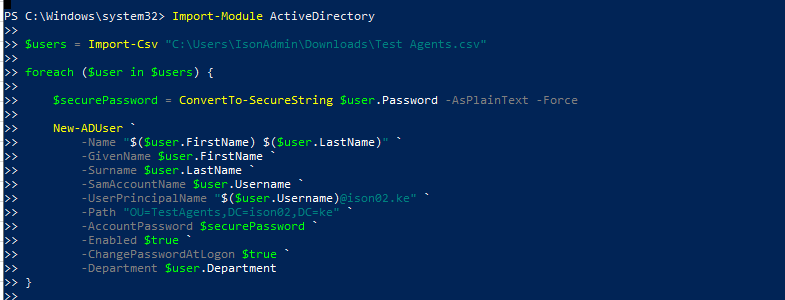 PS C:\Windows\system32> Import-Module ActiveDirectory
>>
>> $users = Import-Csv "C:\Users\IsonAdmin\Downloads\Test Agents.csv"
>>
>> foreach ($user in $users) {
>>
>>     $securePassword = ConvertTo-SecureString $user.Password -AsPlainText -Force
>>
>>     New-ADUser `
>>         -Name "$($user.FirstName) $($user.LastName)" `
>>         -GivenName $user.FirstName `
>>         -Surname $user.LastName `
>>         -SamAccountName $user.Username `
>>         -UserPrincipalName "$($user.Username)@ison02.ke" `
>>         -Path "OU=TestAgents,DC=ison02,DC=ke" `
>>         -AccountPassword $securePassword `
>>         -Enabled $true `
>>         -ChangePasswordAtLogon $true `
>>         -Department $user.Department
>> }
>>